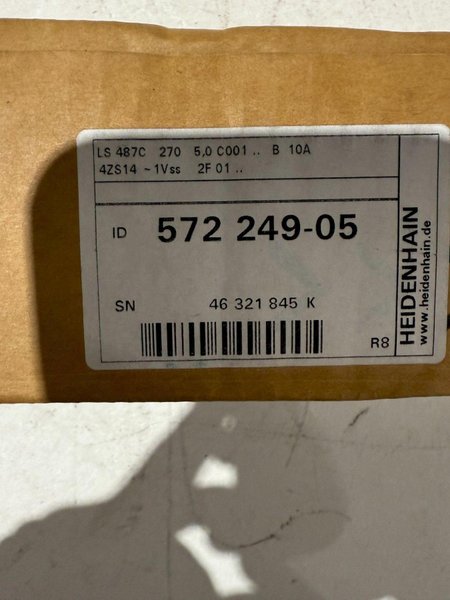 LS 487C 270 5,0 C001 .. B 10A
4ZS14 ~1Vss 2F 01 ..
ID 572 249-05
SN 46 321 845 K
R8
HEIDENHAIN
www.heidenhain.de